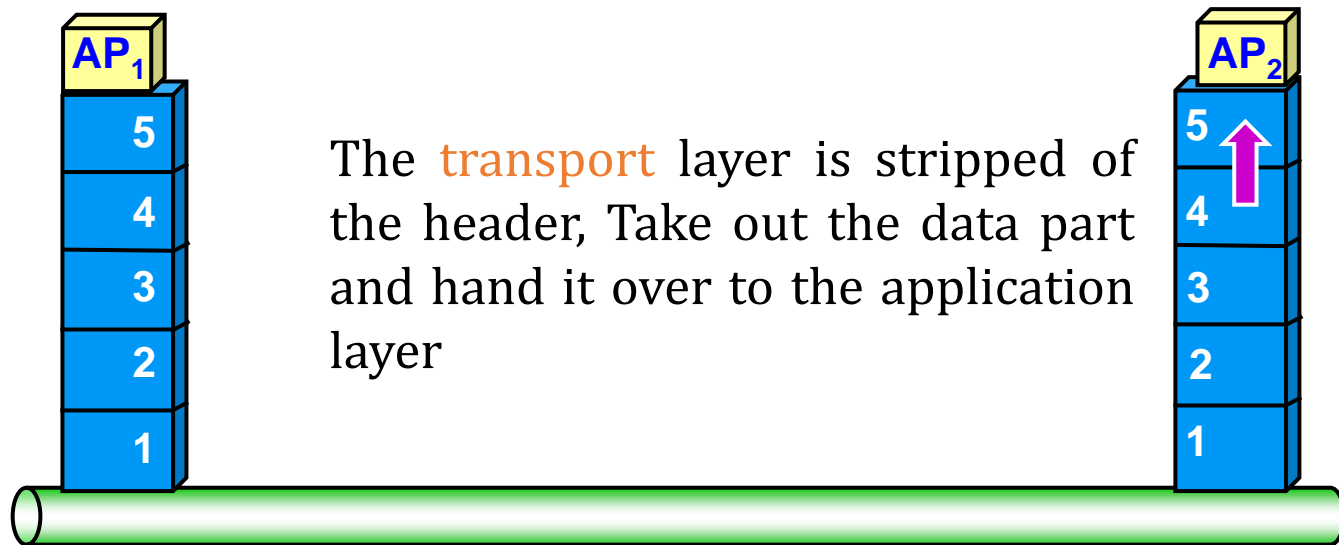 AP1
AP2
5
4
3
2
1
The transport layer is stripped of
the header, Take out the data part
and hand it over to the application
layer
5
4
3
2
1